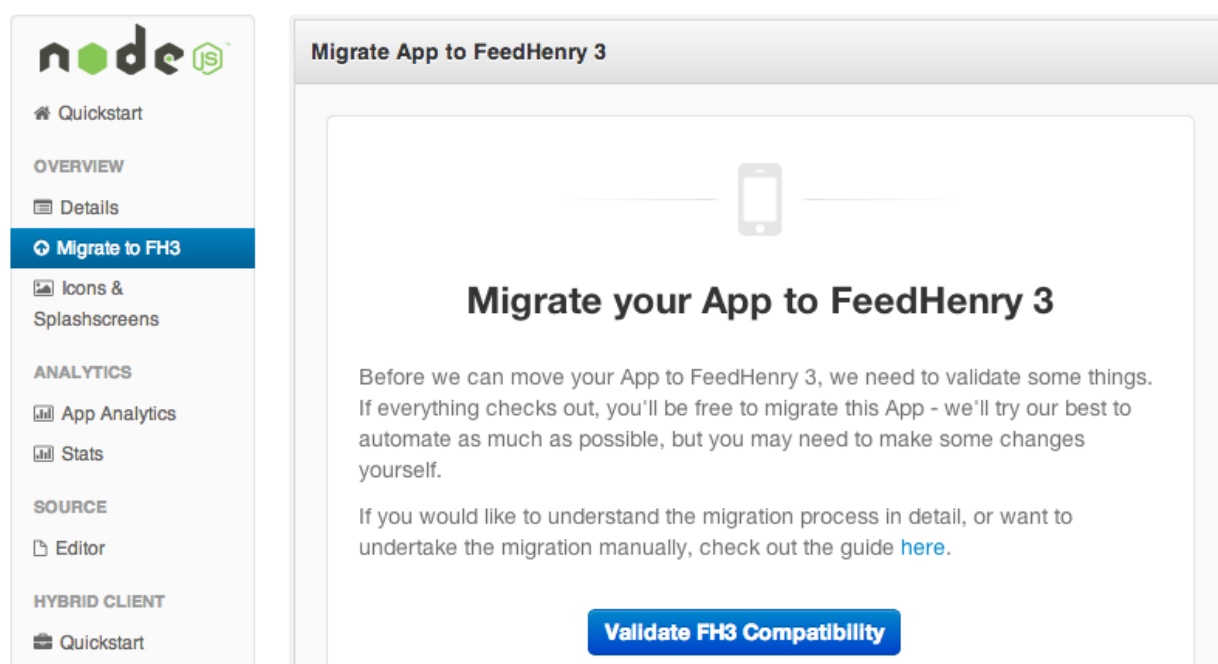 node JS
Quickstart
OVERVIEW
Details
Migrate to FH3
Icons &
Splashscreens
ANALYTICS
App Analytics
Stats
SOURCE
Editor
HYBRID CLIENT
Quickstart
Migrate App to FeedHenry 3
Migrate your App to FeedHenry 3
Before we can move your App to FeedHenry 3, we need to validate some things.
If everything checks out, you'll be free to migrate this App - we'll try our best to
automate as much as possible, but you may need to make some changes
yourself.
If you would like to understand the migration process in detail, or want to
undertake the migration manually, check out the guide here.
Validate FH3 Compatibility